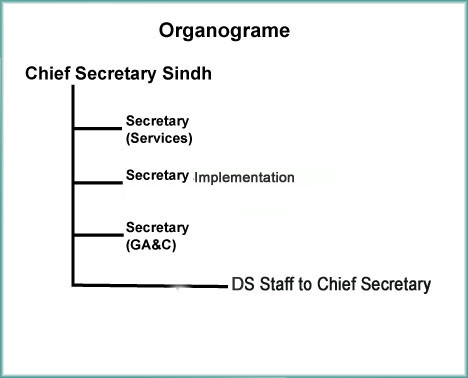 Organograme
Chief Secretary Sindh
Secretary
(Services)
Secretary Implementation
Secretary
(GA&C)
DS Staff to Chief Secretary